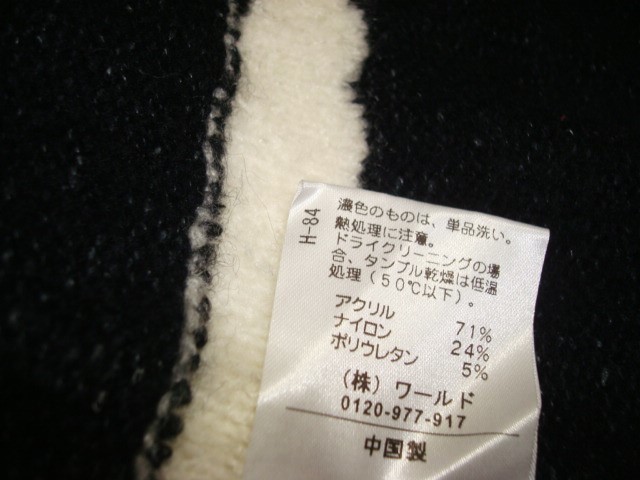 H-84
濃色のものは、単品洗い。
熱処理に注意。
ドライクリーニングの場
合、タンブル乾燥は低温
処理（50℃以下）。
アクリル 71%
ナイロン 24%
ポリウレタン 5%
（株）ワールド
0120-977-917
中国製